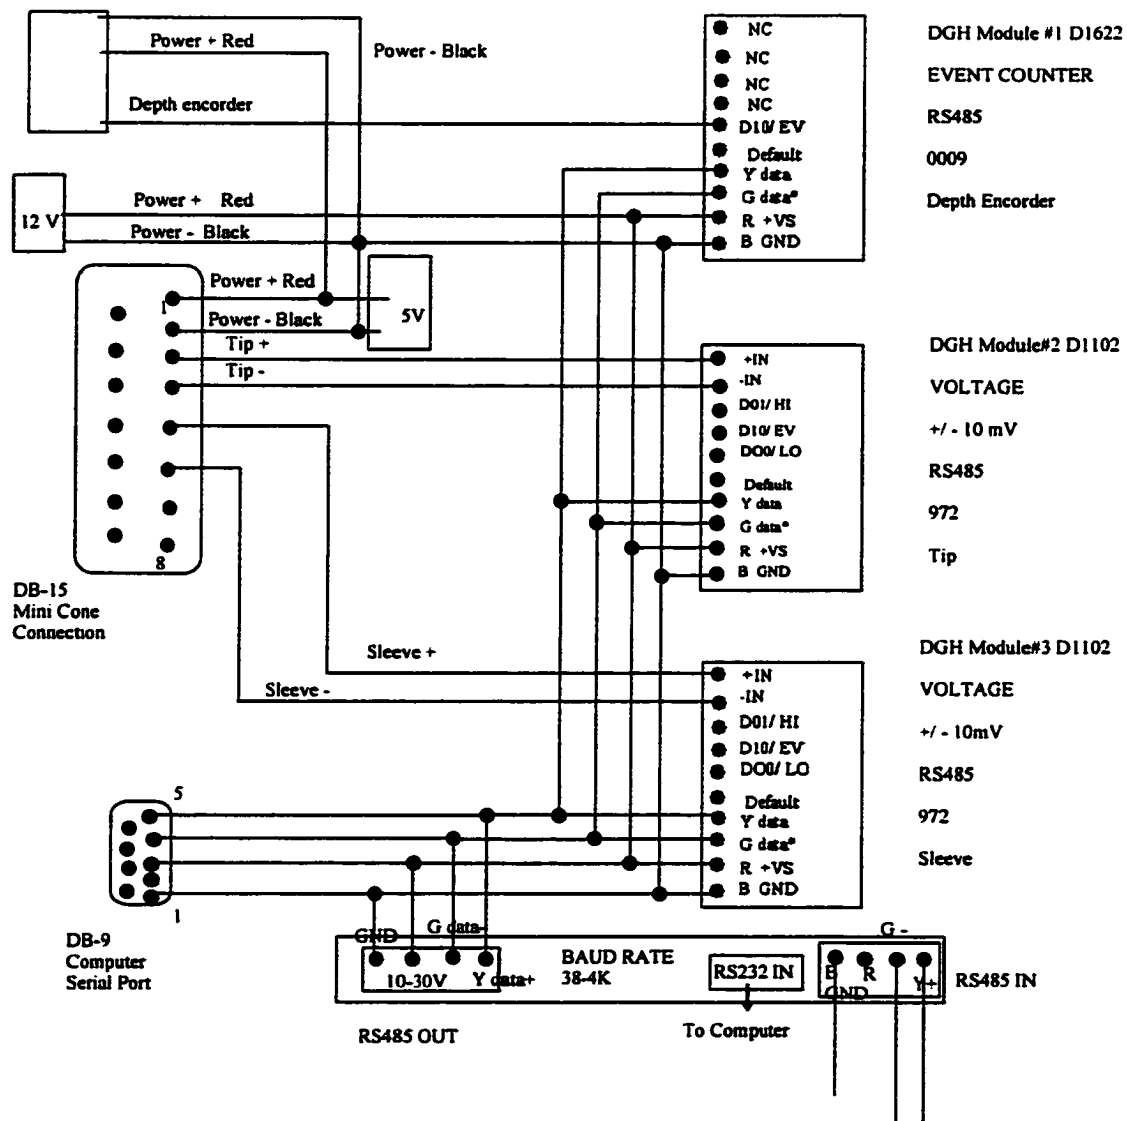 Power + Red
Power - Black
Depth encorder
NC
NC
NC
NC
D10/ EV
Default
Y data
G data*
R +VS
B GND
DGH Module #1 D1622
EVENT COUNTER
RS485
0009
Depth Encorder
12 V
Power + Red
Power - Black
Power + Red
Power - Black
5V
Tip +
Tip -
1
8
DB-15
Mini Cone
Connection
+IN
-IN
D01/ HI
D10/ EV
DO0/ LO
Default
Y data
G data*
R +VS
B GND
DGH Module#2 D1102
VOLTAGE
+/ - 10 mV
RS485
972
Tip
Sleeve +
Sleeve -
+IN
-IN
D01/ HI
D10/ EV
DO0/ LO
Default
Y data
G data*
R +VS
B GND
DGH Module#3 D1102
VOLTAGE
+/ - 10mV
RS485
972
Sleeve
5
1
DB-9
Computer
Serial Port
GND
G data-
10-30V
Y data+
BAUD RATE
38-4K
RS232 IN
To Computer
G -
B
R
Y+
GND
RS485 IN
RS485 OUT